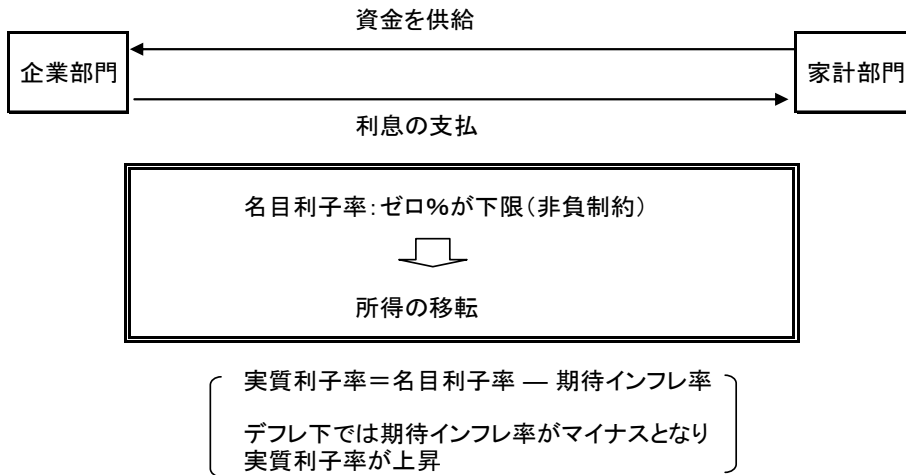 資金を供給
企業部門
家計部門
利息の支払
名目利子率：ゼロ％が下限（非負制約）
所得の移転
実質利子率＝名目利子率 ― 期待インフレ率
デフレ下では期待インフレ率がマイナスとなり
実質利子率が上昇